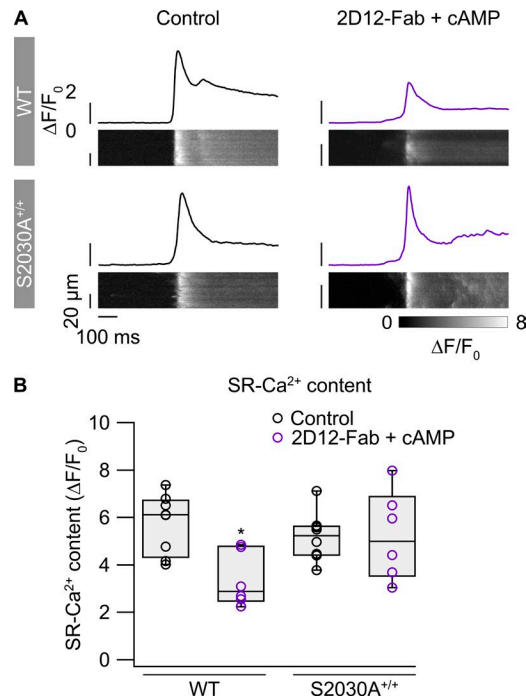 A
Control
2D12-Fab + cAMP
WT
ΔF/F0
2
0
S2030A+/+
20 μm
100 ms
0
8
ΔF/F0
B
SR-Ca2+ content
Control
2D12-Fab + cAMP
SR-Ca2+ content (ΔF/F0)
10
8
6
4
2
0
*
WT
S2030A+/+